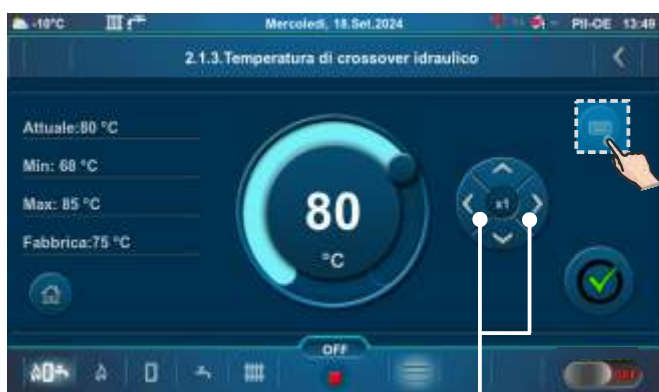 -10°C Mercoledì, 18.Set.2024 PII-OE 13:49
2.1.3.Temperatura di crossover idraulico
Attuale:80 °C
Min: 68 °C
Max: 85 °C
Fabbrica:75 °C
80
°C
x1
OFF
OFF